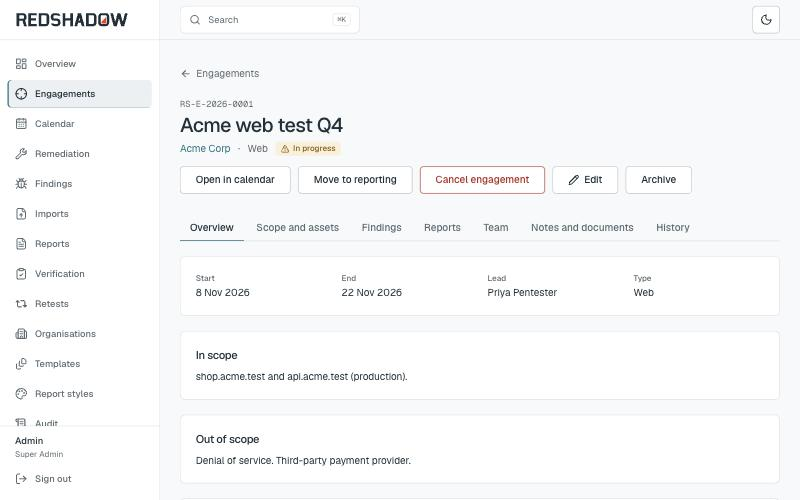 REDSHADOW
Search
⌘K
Overview
Engagements
Calendar
Remediation
Findings
Imports
Reports
Verification
Retests
Organisations
Templates
Report styles
Audit
Admin
Super Admin
Sign out
Engagements
RS-E-2026-0001
Acme web test Q4
Acme Corp · Web In progress
Open in calendar Move to reporting Cancel engagement Edit Archive
Overview Scope and assets Findings Reports Team Notes and documents History
Start End Lead Type
8 Nov 2026 22 Nov 2026 Priya Pentester Web
In scope
shop.acme.test and api.acme.test (production).
Out of scope
Denial of service. Third-party payment provider.